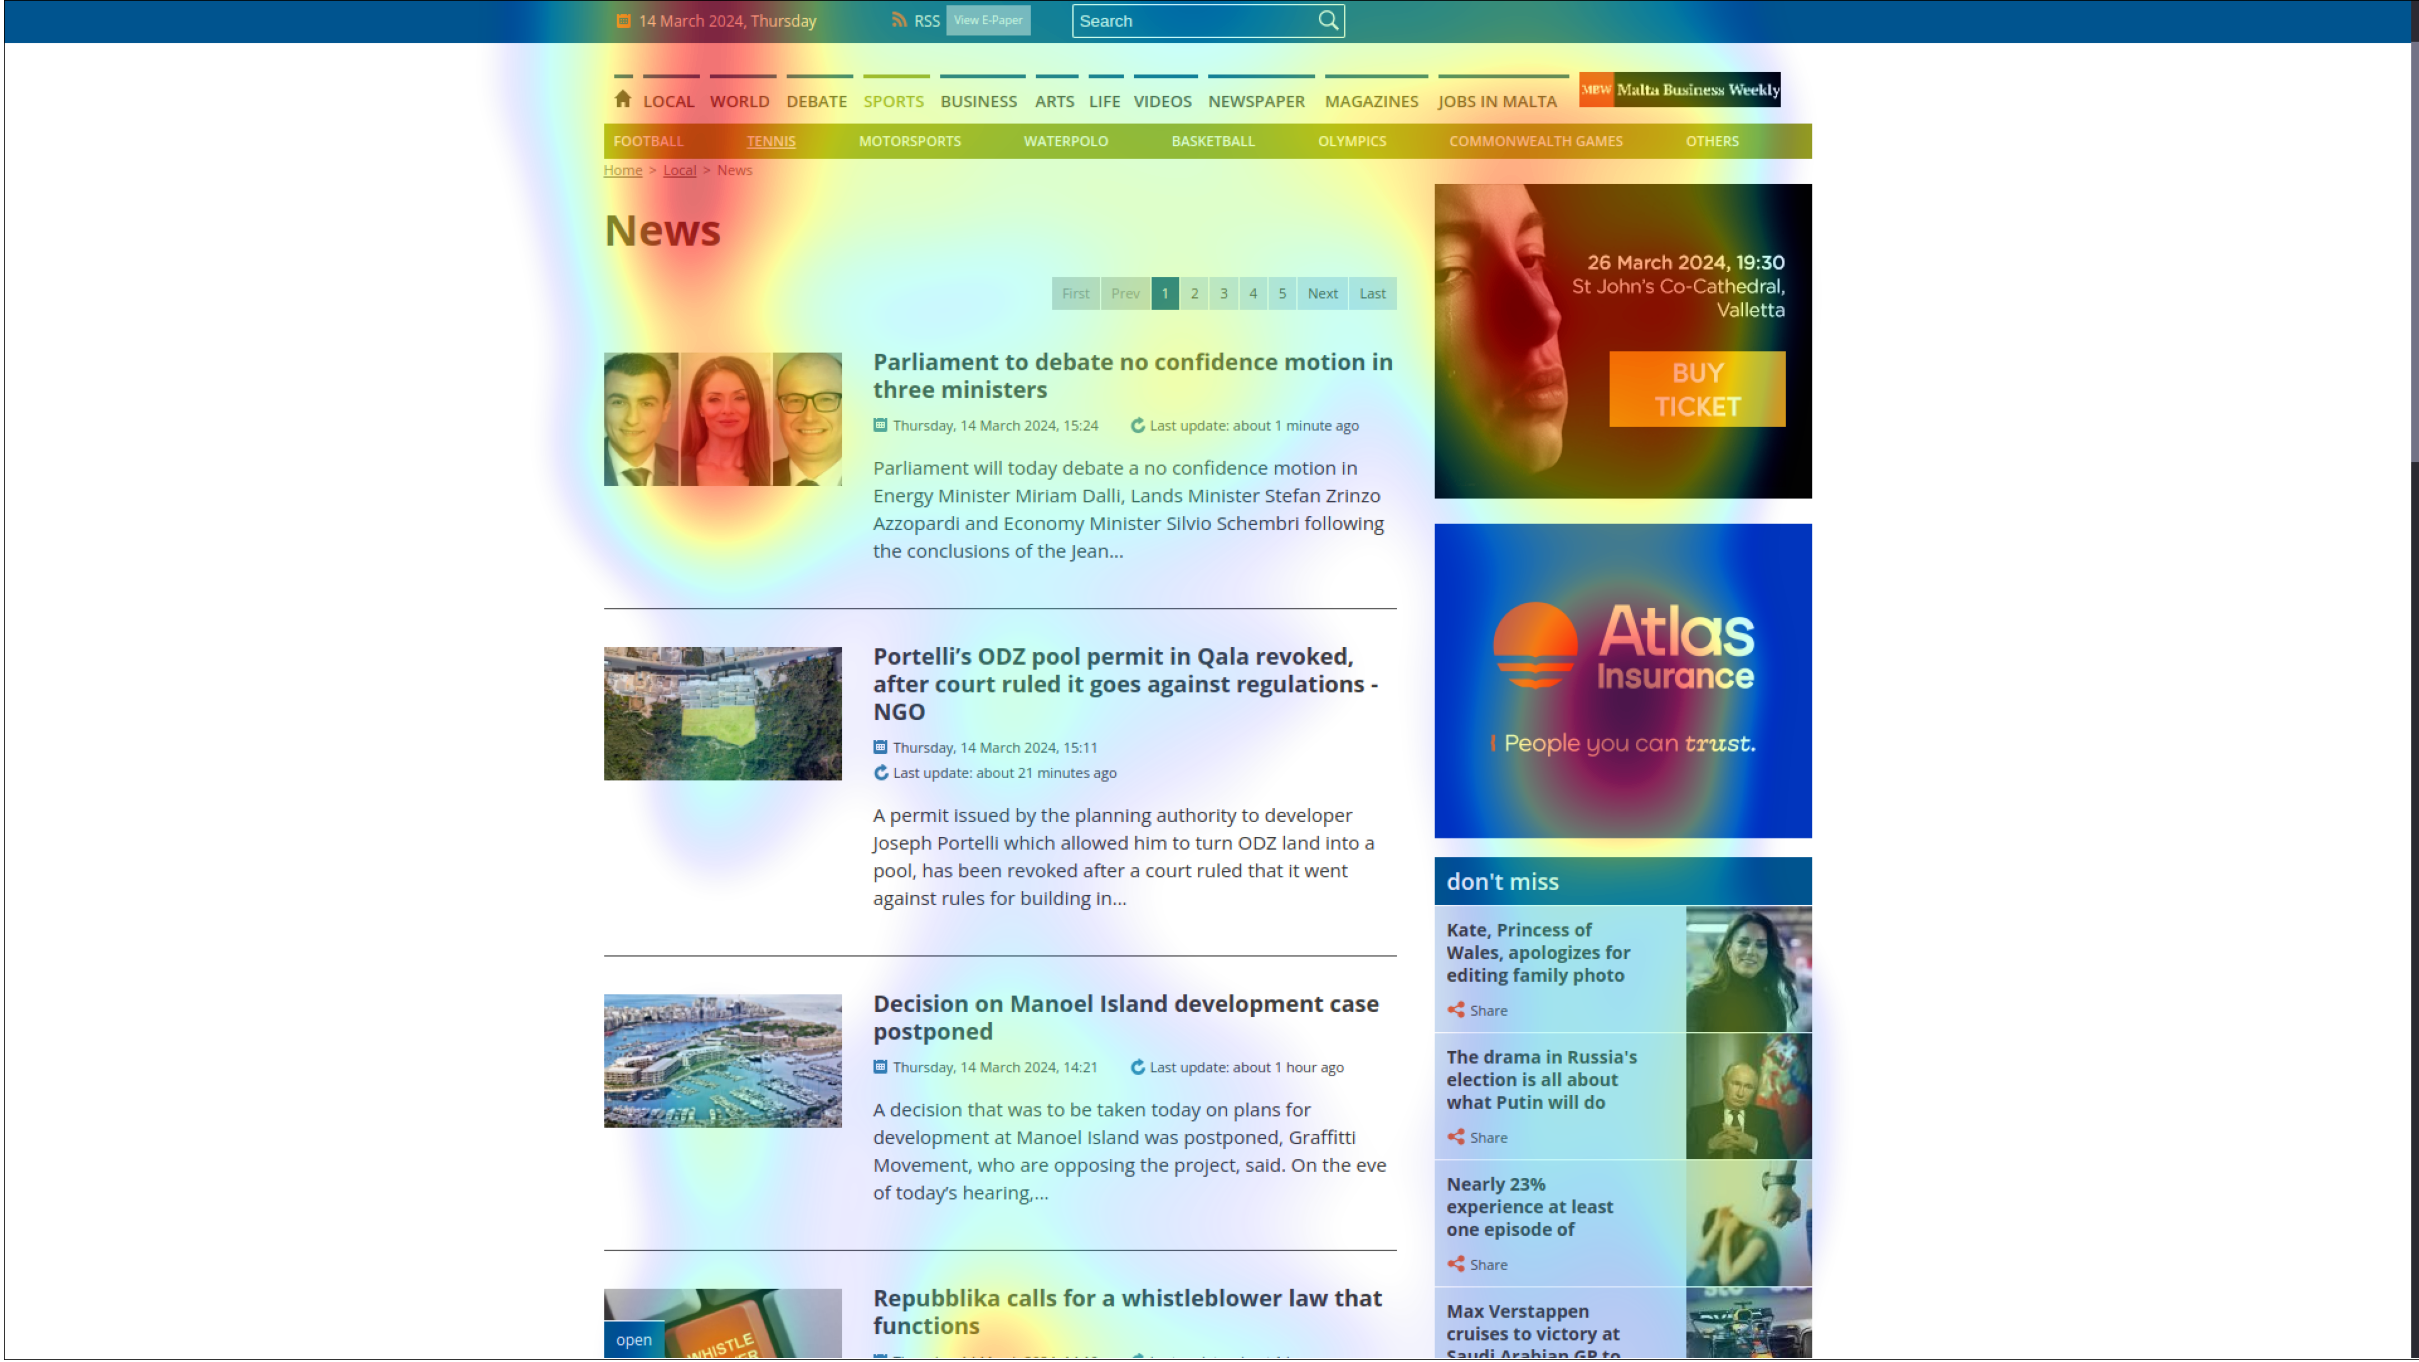 14 March 2024, Thursday RSS View E-Paper Search
LOCAL WORLD DEBATE SPORTS BUSINESS ARTS LIFE VIDEOS NEWSPAPER MAGAZINES JOBS IN MALTA MBW Malta Business Weekly
FOOTBALL TENNIS MOTORSPORTS WATERPOLO BASKETBALL OLYMPICS COMMONWEALTH GAMES OTHERS
Home > Local > News
News
First Prev 1 2 3 4 5 Next Last
Parliament to debate no confidence motion in
three ministers
Thursday, 14 March 2024, 15:24 Last update: about 1 minute ago
Parliament will today debate a no confidence motion in
Energy Minister Miriam Dalli, Lands Minister Stefan Zrinzo
Azzopardi and Economy Minister Silvio Schembri following
the conclusions of the Jean...
Portelli’s ODZ pool permit in Qala revoked,
after court ruled it goes against regulations -
NGO
Thursday, 14 March 2024, 15:11
Last update: about 21 minutes ago
A permit issued by the planning authority to developer
Joseph Portelli which allowed him to turn ODZ land into a
pool, has been revoked after a court ruled that it went
against rules for building in...
Decision on Manoel Island development case
postponed
Thursday, 14 March 2024, 14:21 Last update: about 1 hour ago
A decision that was to be taken today on plans for
development at Manoel Island was postponed, Graffitti
Movement, who are opposing the project, said. On the eve
of today’s hearing,...
open
WHISTLE
Repubblika calls for a whistleblower law that
functions
26 March 2024, 19:30
St John's Co-Cathedral,
Valletta
BUY
TICKET
Atlas
Insurance
People you can trust.
don't miss
Kate, Princess of
Wales, apologizes for
editing family photo
Share
The drama in Russia's
election is all about
what Putin will do
Share
Nearly 23%
experience at least
one episode of
Share
Max Verstappen
cruises to victory at
Saudi Arabian GP to